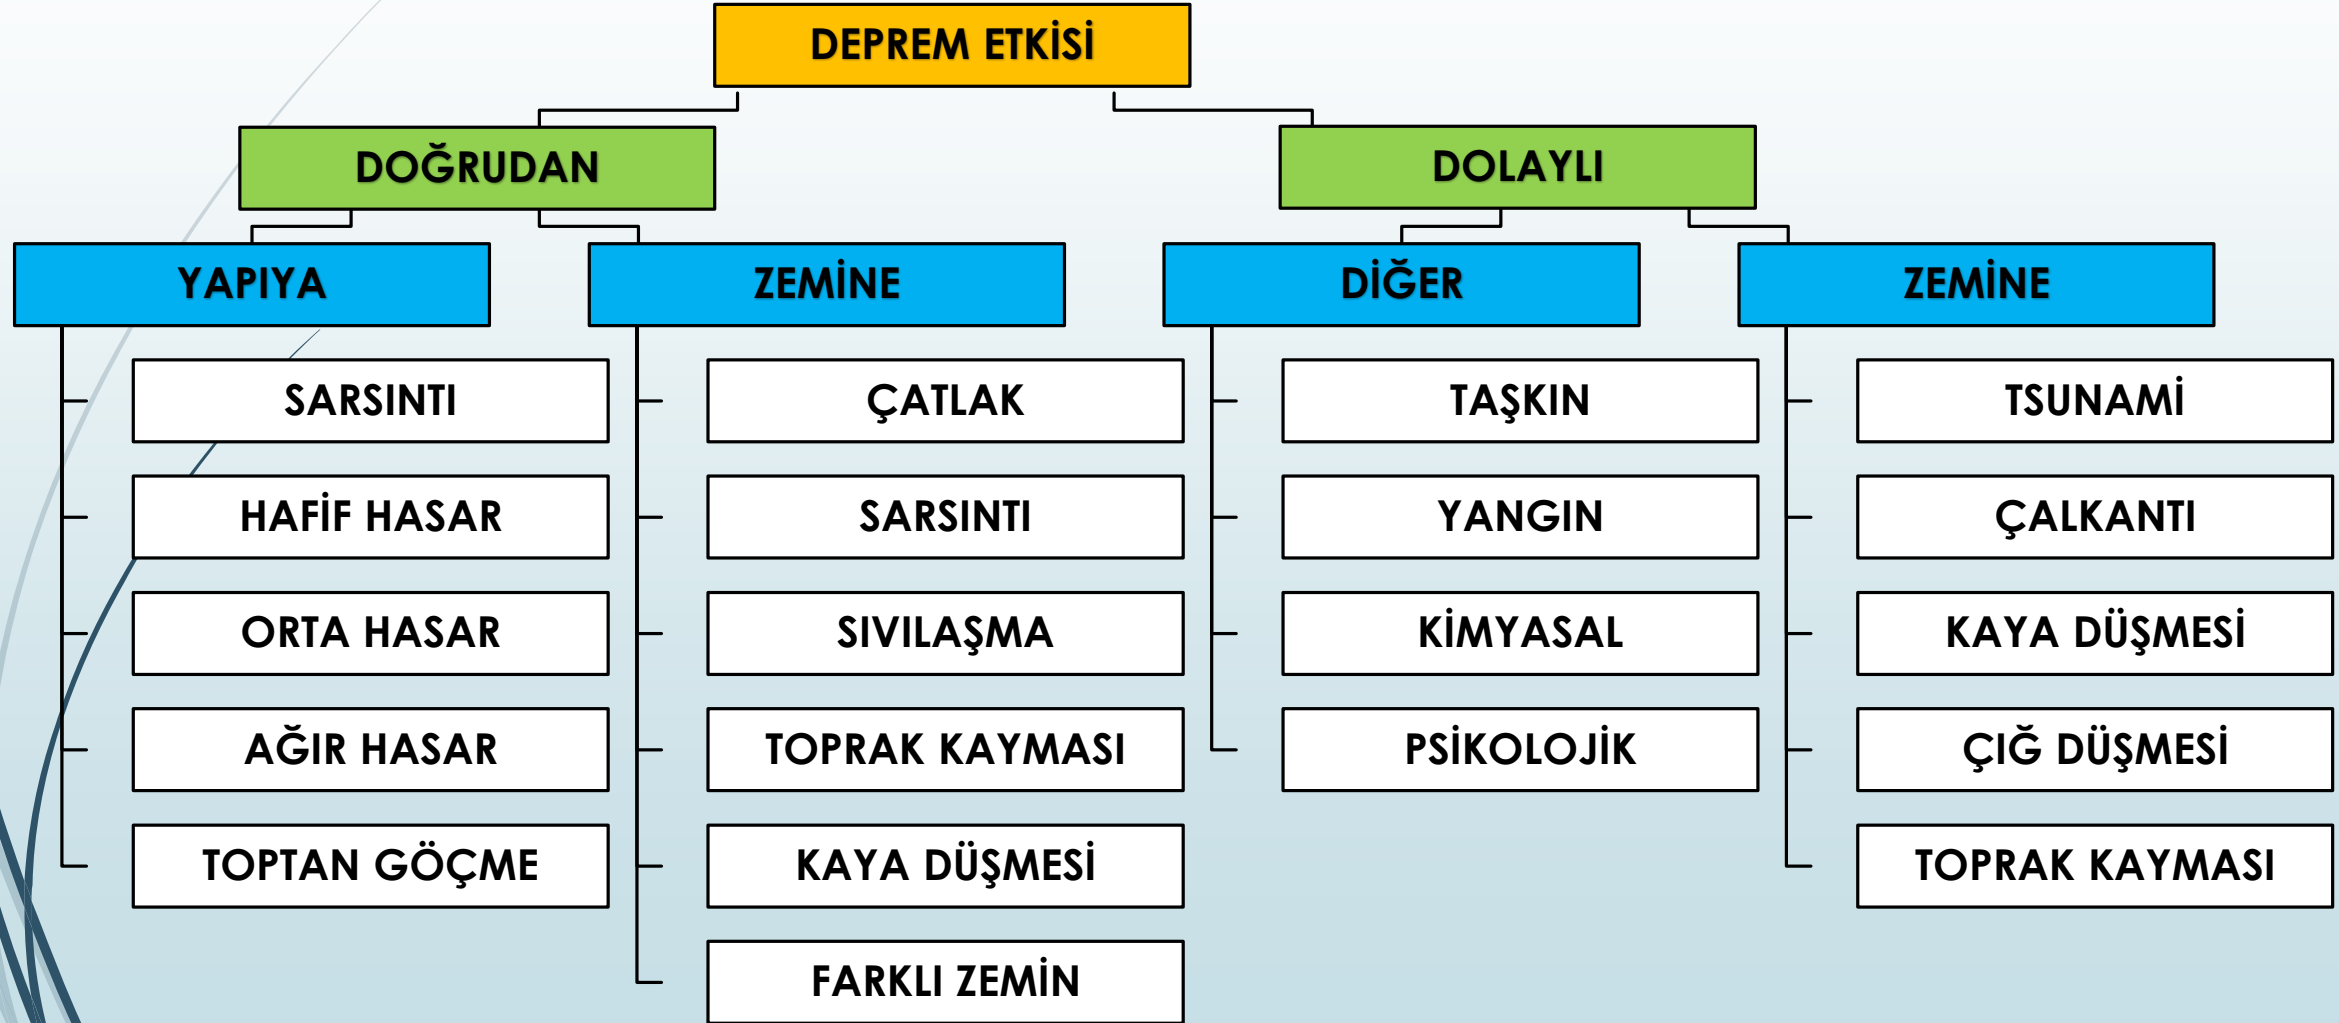 DEPREM ETKİSİ
DOĞRUDAN
DOLAYLI
YAPIYA
ZEMİNE
DİĞER
ZEMİNE
SARSINTI
HAFİF HASAR
ORTA HASAR
AĞIR HASAR
TOPTAN GÖÇME
ÇATLAK
SARSINTI
SIVILAŞMA
TOPRAK KAYMASI
KAYA DÜŞMESİ
FARKLI ZEMİN
TAŞKIN
YANGIN
KİMYASAL
PSİKOLOJİK
TSUNAMİ
ÇALKANTI
KAYA DÜŞMESİ
ÇIĞ DÜŞMESİ
TOPRAK KAYMASI